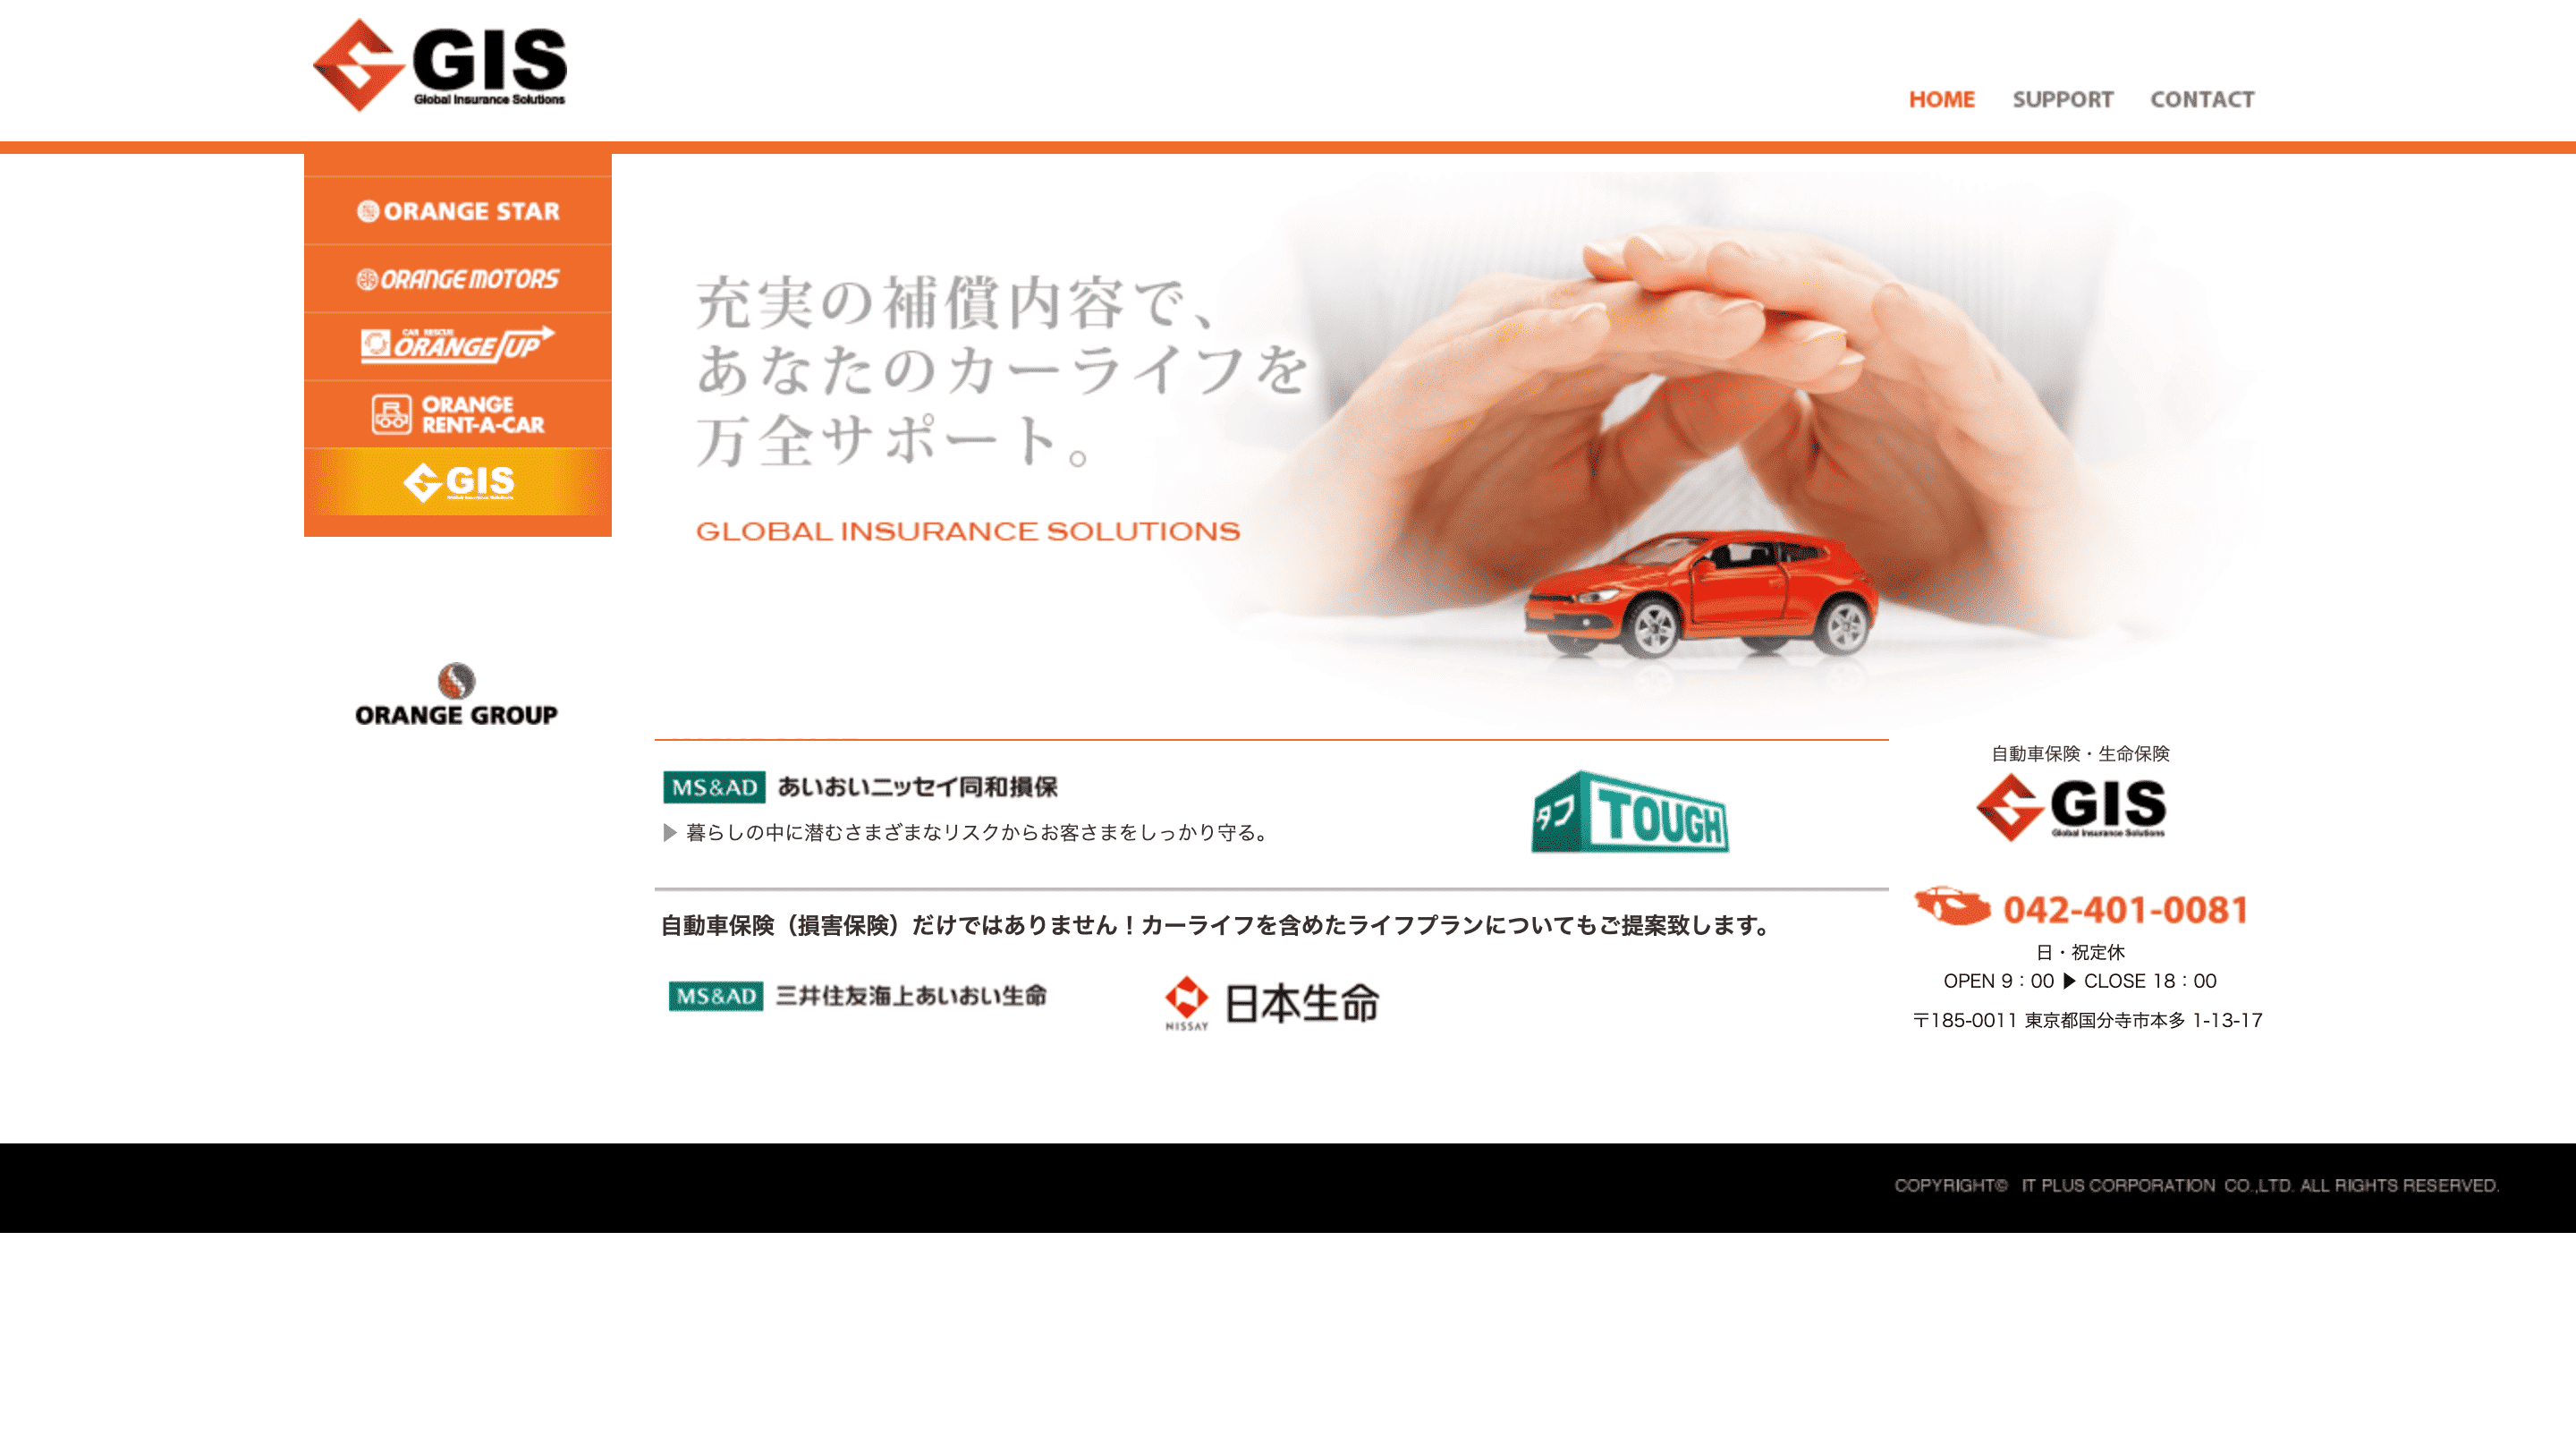 GIS
Global Insurance Solutions
HOME SUPPORT CONTACT
ORANGE STAR
ORANGE MOTORS
CAR RESCUE
ORANGE UP
ORANGE
RENT-A-CAR
GIS
Global Insurance Solutions
ORANGE GROUP
充実の補償内容で、
あなたのカーライフを
万全サポート。
GLOBAL INSURANCE SOLUTIONS
MS&AD あいおいニッセイ同和損保
▶ 暮らしの中に潜むさまざまなリスクからお客さまをしっかり守る。
タフ TOUGH
自動車保険（損害保険）だけではありません！カーライフを含めたライフプランについてもご提案致します。
MS&AD 三井住友海上あいおい生命
NISSAY 日本生命
自動車保険・生命保険
GIS
Global Insurance Solutions
042-401-0081
日・祝定休
OPEN 9：00 ▶ CLOSE 18：00
〒185-0011 東京都国分寺市本多 1-13-17
COPYRIGHT© IT PLUS CORPORATION CO.,LTD. ALL RIGHTS RESERVED.